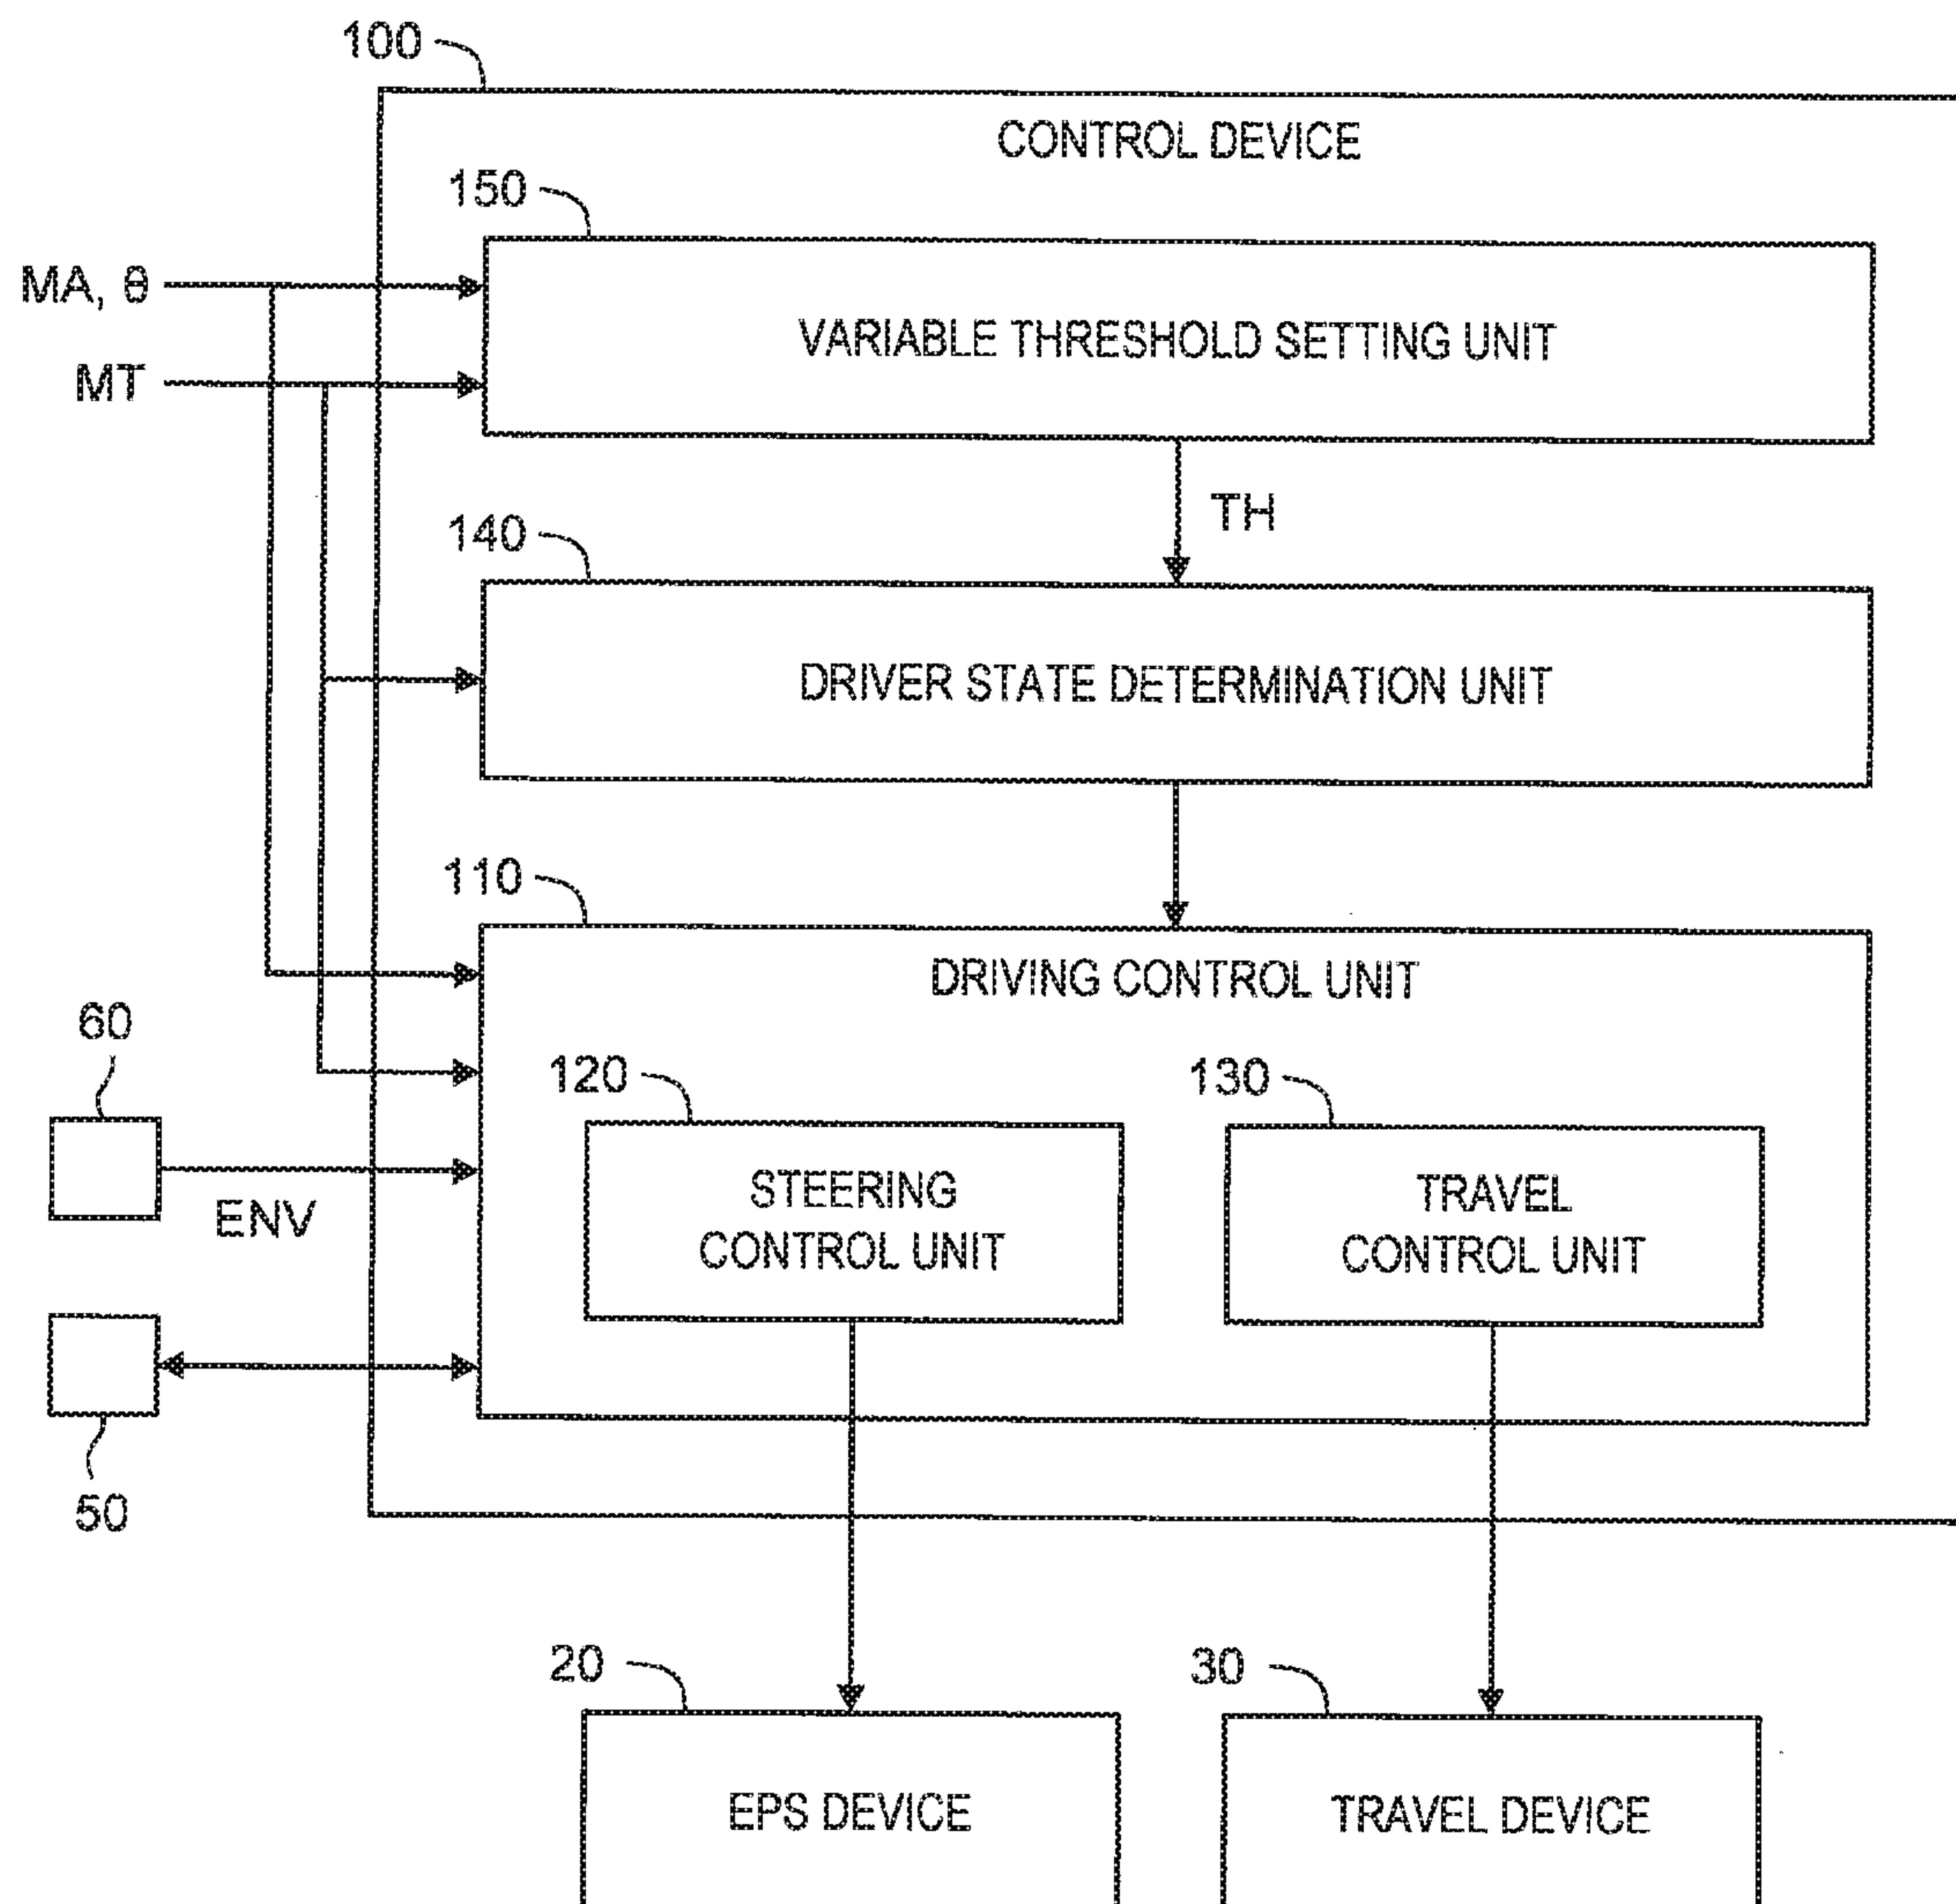 100
CONTROL DEVICE
150
MA, θ
VARIABLE THRESHOLD SETTING UNIT
MT
TH
140
DRIVER STATE DETERMINATION UNIT
110
DRIVING CONTROL UNIT
60
120
130
STEERING
CONTROL UNIT
TRAVEL
CONTROL UNIT
ENV
50
20
30
EPS DEVICE
TRAVEL DEVICE